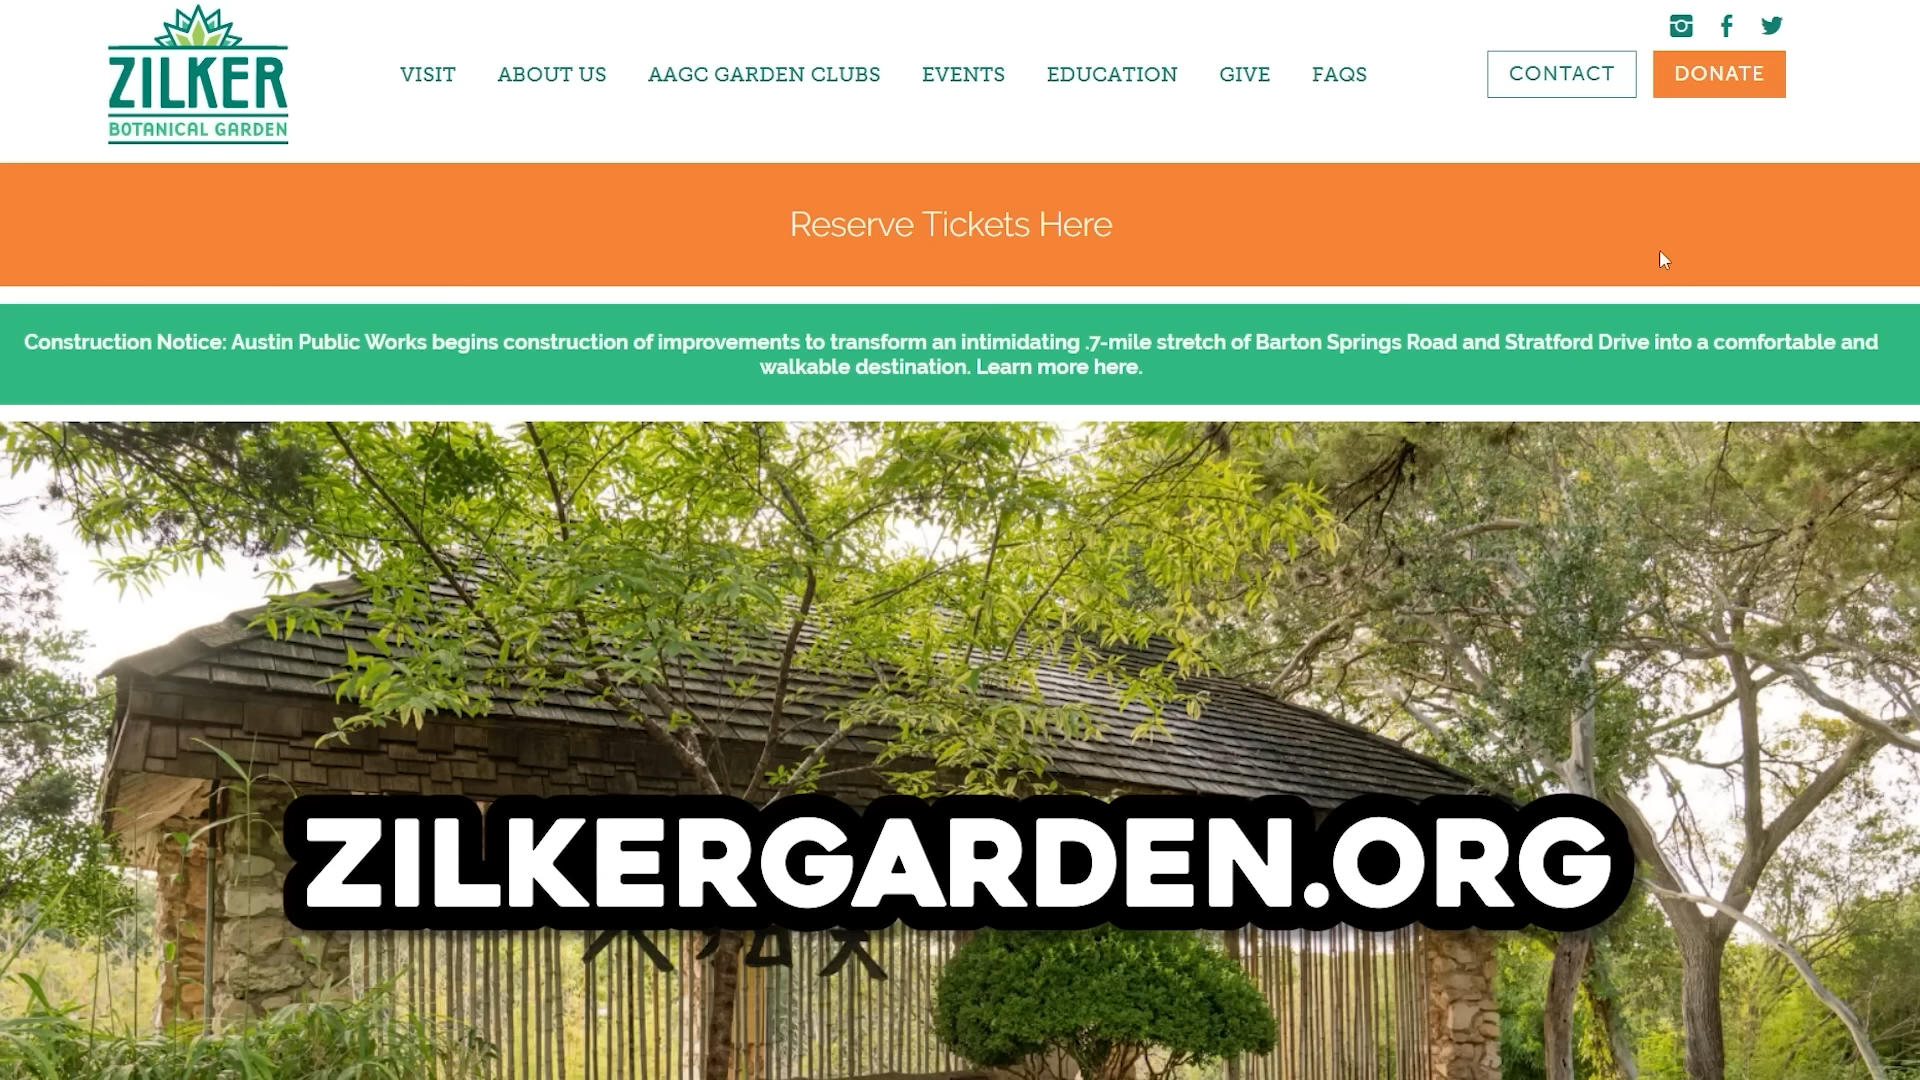 ZILKER
BOTANICAL GARDEN
VISIT
ABOUT US
AAGC GARDEN CLUBS
EVENTS
EDUCATION
GIVE
FAQS
CONTACT
DONATE
Reserve Tickets Here
Construction Notice: Austin Public Works begins construction of improvements to transform an intimidating .7-mile stretch of Barton Springs Road and Stratford Drive into a comfortable and
walkable destination. Learn more here.
ZILKERGARDEN.ORG